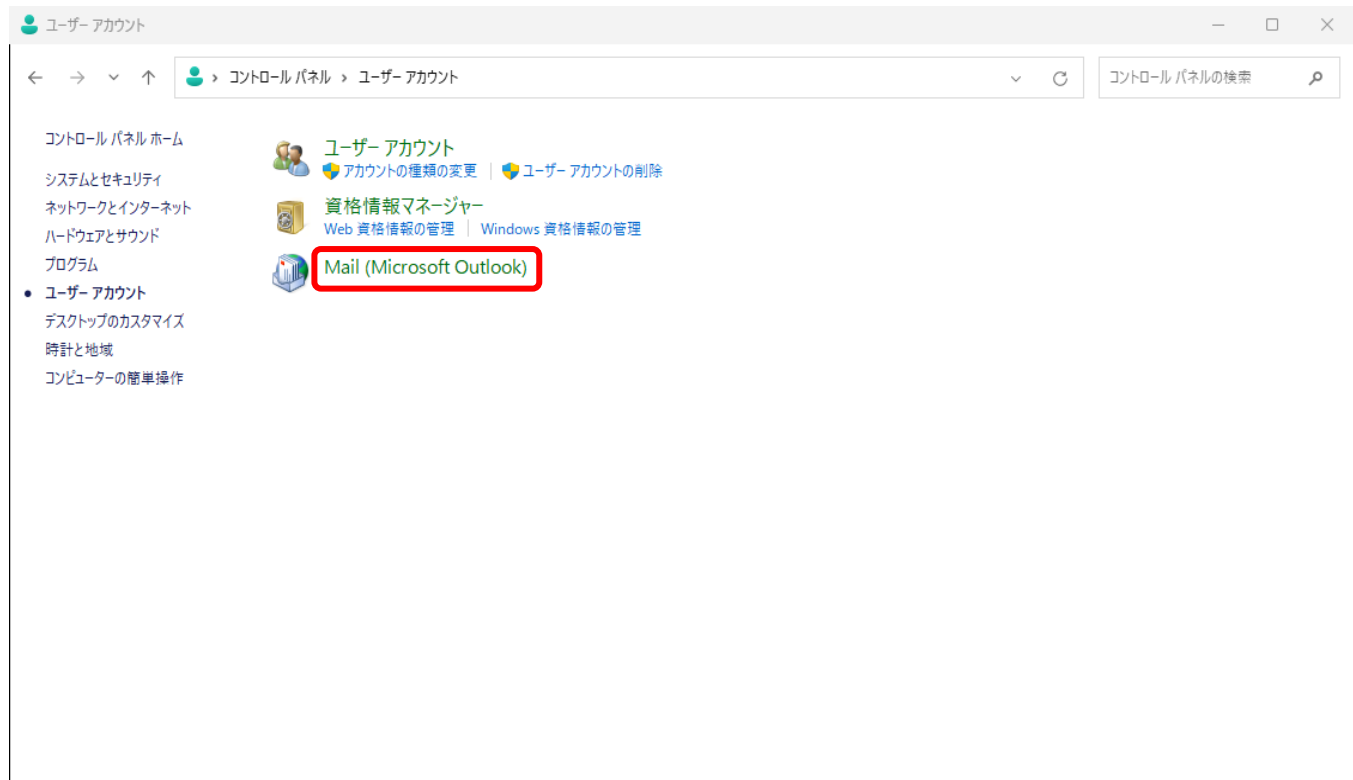 ユーザー アカウント
コントロール パネル › ユーザー アカウント
コントロール パネルの検索
コントロール パネル ホーム
システムとセキュリティ
ネットワークとインターネット
ハードウェアとサウンド
プログラム
ユーザー アカウント
デスクトップのカスタマイズ
時計と地域
コンピューターの簡単操作
ユーザー アカウント
アカウントの種類の変更 | ユーザー アカウントの削除
資格情報マネージャー
Web 資格情報の管理 | Windows 資格情報の管理
Mail (Microsoft Outlook)